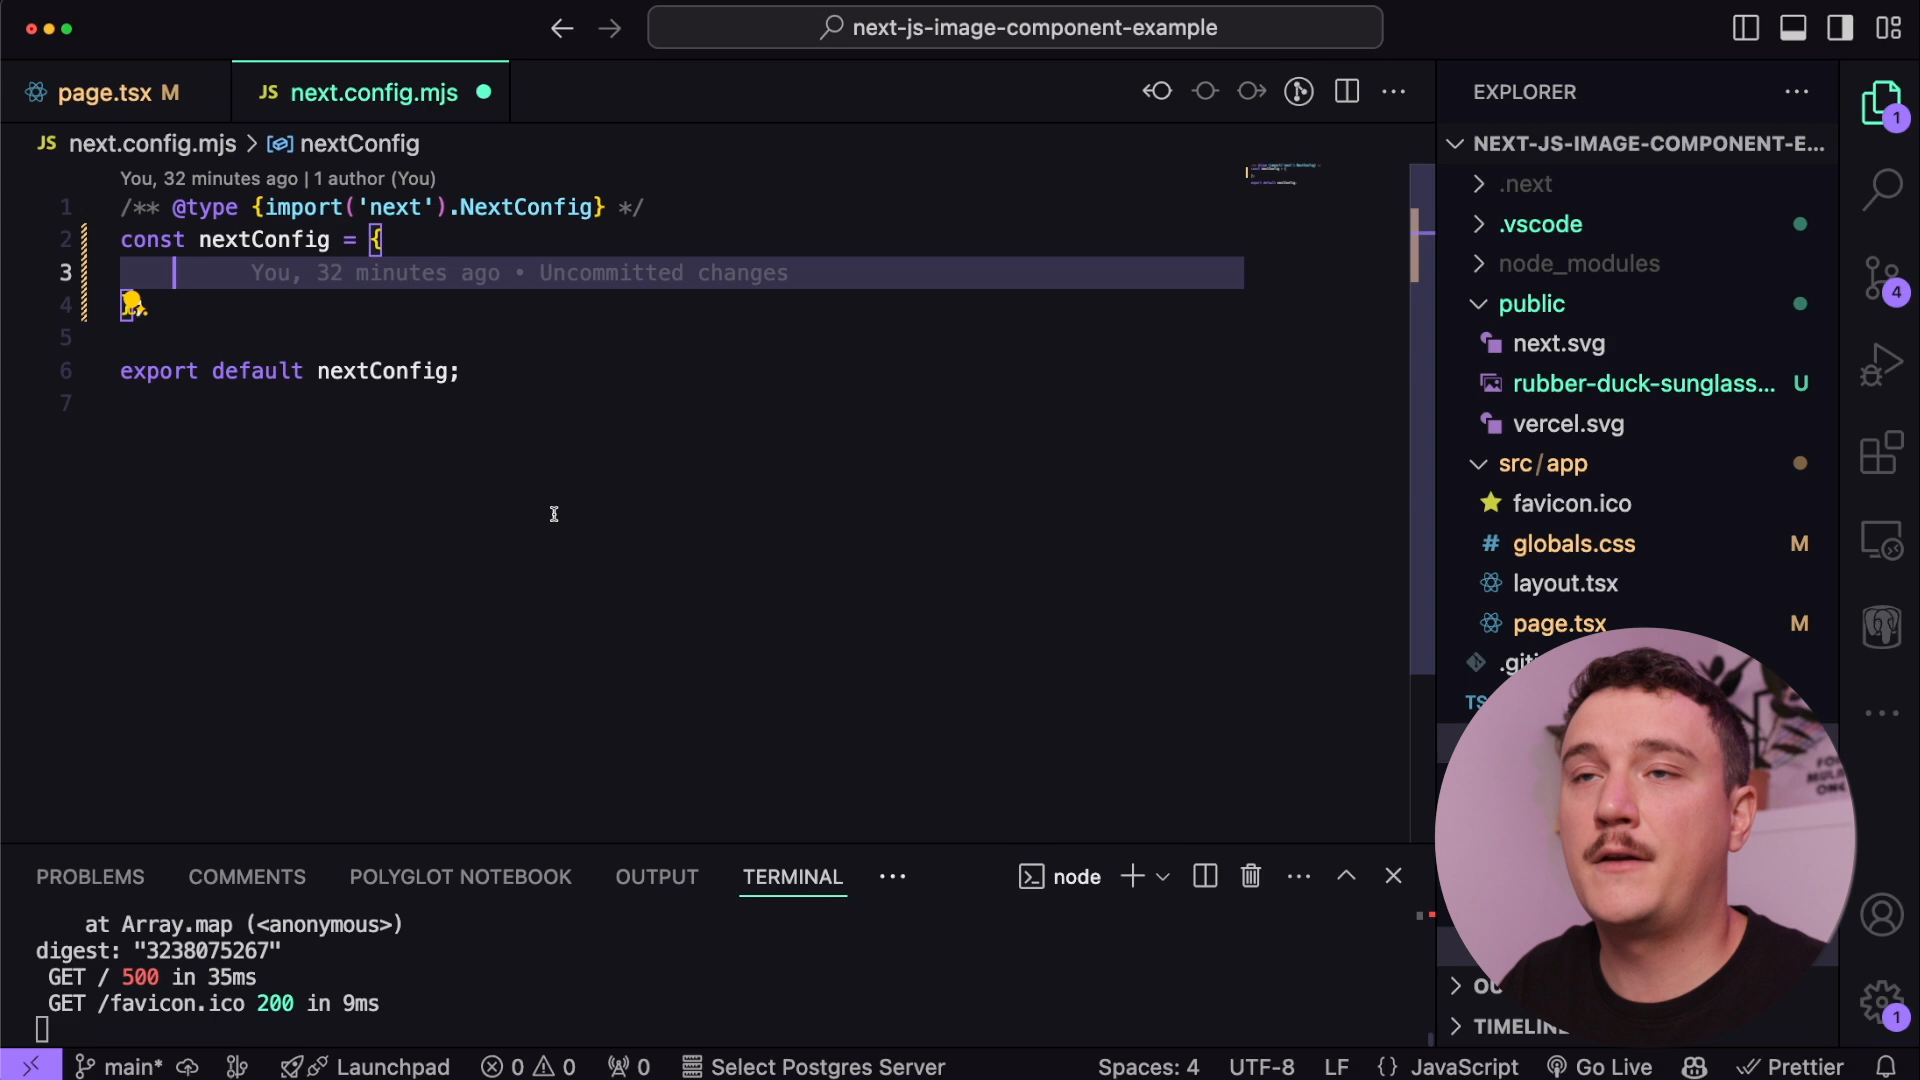 next-js-image-component-example
page.tsx M
JS next.config.mjs
EXPLORER
JS next.config.mjs > nextConfig
NEXT-JS-IMAGE-COMPONENT-E...
You, 32 minutes ago | 1 author (You)
1 /** @type {import('next').NextConfig} */
2 const nextConfig = {
3 You, 32 minutes ago • Uncommitted changes
4
5
6 export default nextConfig;
7
.next
.vscode
node_modules
public
next.svg
rubber-duck-sunglass... U
vercel.svg
src/app
favicon.ico
# globals.css M
layout.tsx
page.tsx M
TS
1
4
PROBLEMS COMMENTS POLYGLOT NOTEBOOK OUTPUT TERMINAL ... node
at Array.map (<anonymous>)
digest: "3238075267"
GET / 500 in 35ms
GET /favicon.ico 200 in 9ms
TIMELINE
1
main* Launchpad 0 0 0 Select Postgres Server Spaces: 4 UTF-8 LF {} JavaScript Go Live Prettier